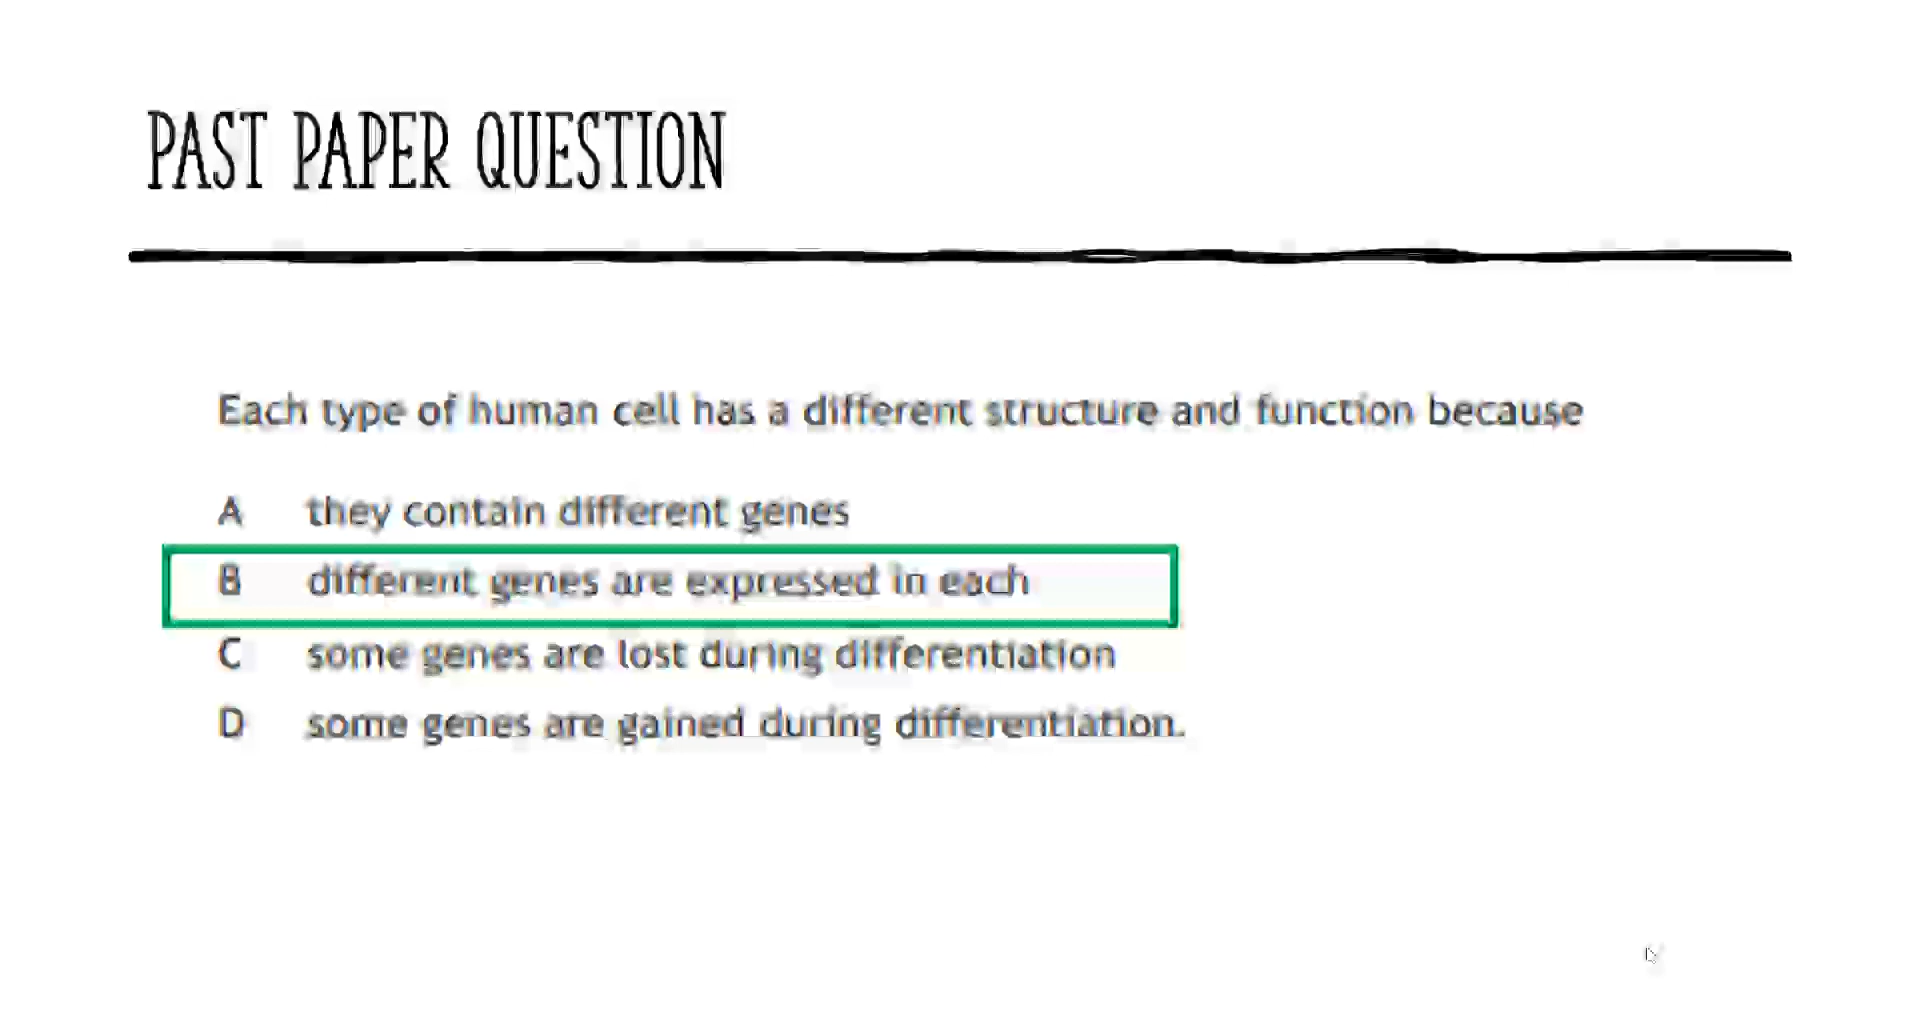 PAST PAPER QUESTION
Each type of human cell has a different structure and function because
A they contain different genes
B different genes are expressed in each
C some genes are lost during differentiation
D some genes are gained during differentiation.